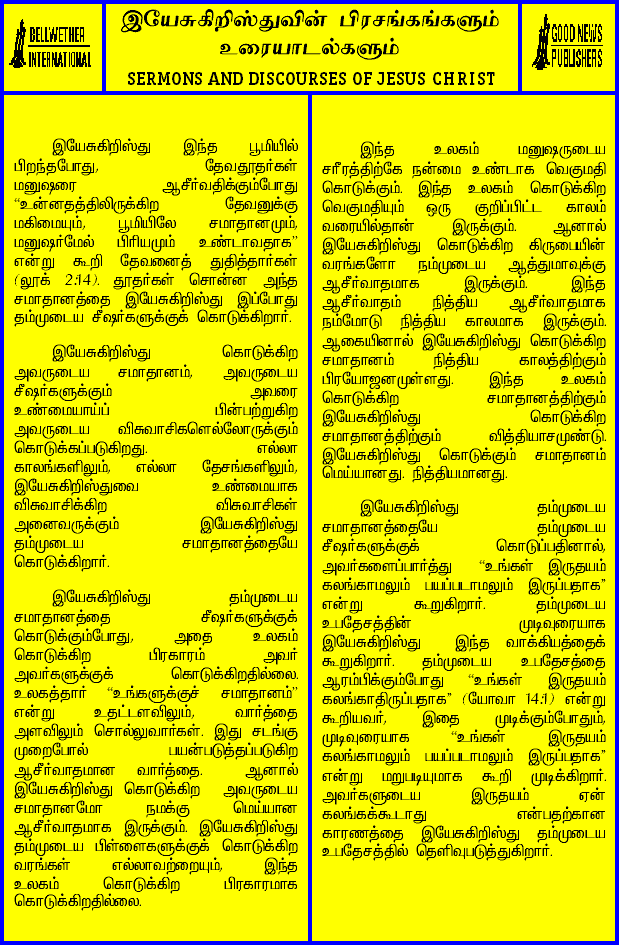 BELLWETHER
INTERNATIONAL
இயேசுகிறிஸ்துவின் பிரசங்கங்களும்
உரையாடல்களும்
SERMONS AND DISCOURSES OF JESUS CHRIST
GOOD NEWS
PUBLISHERS
இயேசுகிறிஸ்து இந்த பூமியில்
பிறந்தபோது, தேவதூதர்கள்
மனுஷரை ஆசீர்வதிக்கும்போது
“உன்னதத்திலிருக்கிற தேவனுக்கு
மகிமையும், பூமியிலே சமாதானமும்,
மனுஷர்மேல் பிரியமும் உண்டாவதாக”
என்று கூறி தேவனைத் துதித்தார்கள்
(லூக் 2:14). தூதர்கள் சொன்ன அந்த
சமாதானத்தை இயேசுகிறிஸ்து இப்போது
தம்முடைய சீஷர்களுக்குக் கொடுக்கிறார்.
இயேசுகிறிஸ்து கொடுக்கிற
அவருடைய சமாதானம், அவருடைய
சீஷர்களுக்கும் அவரை
உண்மையாய்ப் பின்பற்றுகிற
அவருடைய விசுவாசிகளெல்லோருக்கும்
கொடுக்கப்படுகிறது. எல்லா
காலங்களிலும், எல்லா தேசங்களிலும்,
இயேசுகிறிஸ்துவை உண்மையாக
விசுவாசிக்கிற விசுவாசிகள்
அனைவருக்கும் இயேசுகிறிஸ்து
தம்முடைய சமாதானத்தையே
கொடுக்கிறார்.
இயேசுகிறிஸ்து தம்முடைய
சமாதானத்தை சீஷர்களுக்குக்
கொடுக்கும்போது, அதை உலகம்
கொடுக்கிற பிரகாரம் அவர்
அவர்களுக்குக் கொடுக்கிறதில்லை.
உலகத்தார் “உங்களுக்குச் சமாதானம்”
என்று உதட்டளவிலும், வார்த்தை
அளவிலும் சொல்லுவார்கள். இது சடங்கு
முறைபோல் பயன்படுத்தப்படுகிற
ஆசீர்வாதமான வார்த்தை. ஆனால்
இயேசுகிறிஸ்து கொடுக்கிற அவருடைய
சமாதானமோ நமக்கு மெய்யான
ஆசீர்வாதமாக இருக்கும். இயேசுகிறிஸ்து
தம்முடைய பிள்ளைகளுக்குக் கொடுக்கிற
வரங்கள் எல்லாவற்றையும், இந்த
உலகம் கொடுக்கிற பிரகாரமாக
கொடுக்கிறதில்லை.
இந்த உலகம் மனுஷருடைய
சரீரத்திற்கே நன்மை உண்டாக வெகுமதி
கொடுக்கும். இந்த உலகம் கொடுக்கிற
வெகுமதியும் ஒரு குறிப்பிட்ட காலம்
வரையில்தான் இருக்கும். ஆனால்
இயேசுகிறிஸ்து கொடுக்கிற கிருபையின்
வரங்களோ நம்முடைய ஆத்துமாவுக்கு
ஆசீர்வாதமாக இருக்கும். இந்த
ஆசீர்வாதம் நித்திய ஆசீர்வாதமாக
நம்மோடு நித்திய காலமாக இருக்கும்.
ஆகையினால் இயேசுகிறிஸ்து கொடுக்கிற
சமாதானம் நித்திய காலத்திற்கும்
பிரயோஜனமுள்ளது. இந்த உலகம்
கொடுக்கிற சமாதானத்திற்கும்
இயேசுகிறிஸ்து கொடுக்கிற
சமாதானத்திற்கும் வித்தியாசமுண்டு.
இயேசுகிறிஸ்து கொடுக்கும் சமாதானம்
மெய்யானது. நித்தியமானது.
இயேசுகிறிஸ்து தம்முடைய
சமாதானத்தையே தம்முடைய
சீஷர்களுக்குக் கொடுப்பதினால்,
அவர்களைப்பார்த்து “உங்கள் இருதயம்
கலங்காமலும் பயப்படாமலும் இருப்பதாக”
என்று கூறுகிறார். தம்முடைய
உபதேசத்தின் முடிவுரையாக
இயேசுகிறிஸ்து இந்த வாக்கியத்தைக்
கூறுகிறார். தம்முடைய உபதேசத்தை
ஆரம்பிக்கும்போது “உங்கள் இருதயம்
கலங்காதிருப்பதாக” (யோவா 14:1) என்று
கூறியவர், இதை முடிக்கும்போதும்,
முடிவுரையாக “உங்கள் இருதயம்
கலங்காமலும் பயப்படாமலும் இருப்பதாக”
என்று மறுபடியுமாக கூறி முடிக்கிறார்.
அவர்களுடைய இருதயம் ஏன்
கலங்கக்கூடாது என்பதற்கான
காரணத்தை இயேசுகிறிஸ்து தம்முடைய
உபதேசத்தில் தெளிவுபடுத்துகிறார்.